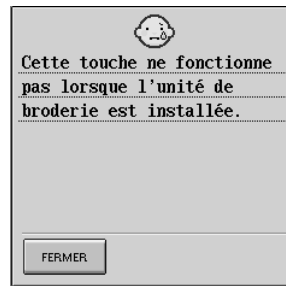 Cette touche ne fonctionne
pas lorsque l'unité de
broderie est installée.
FERMER